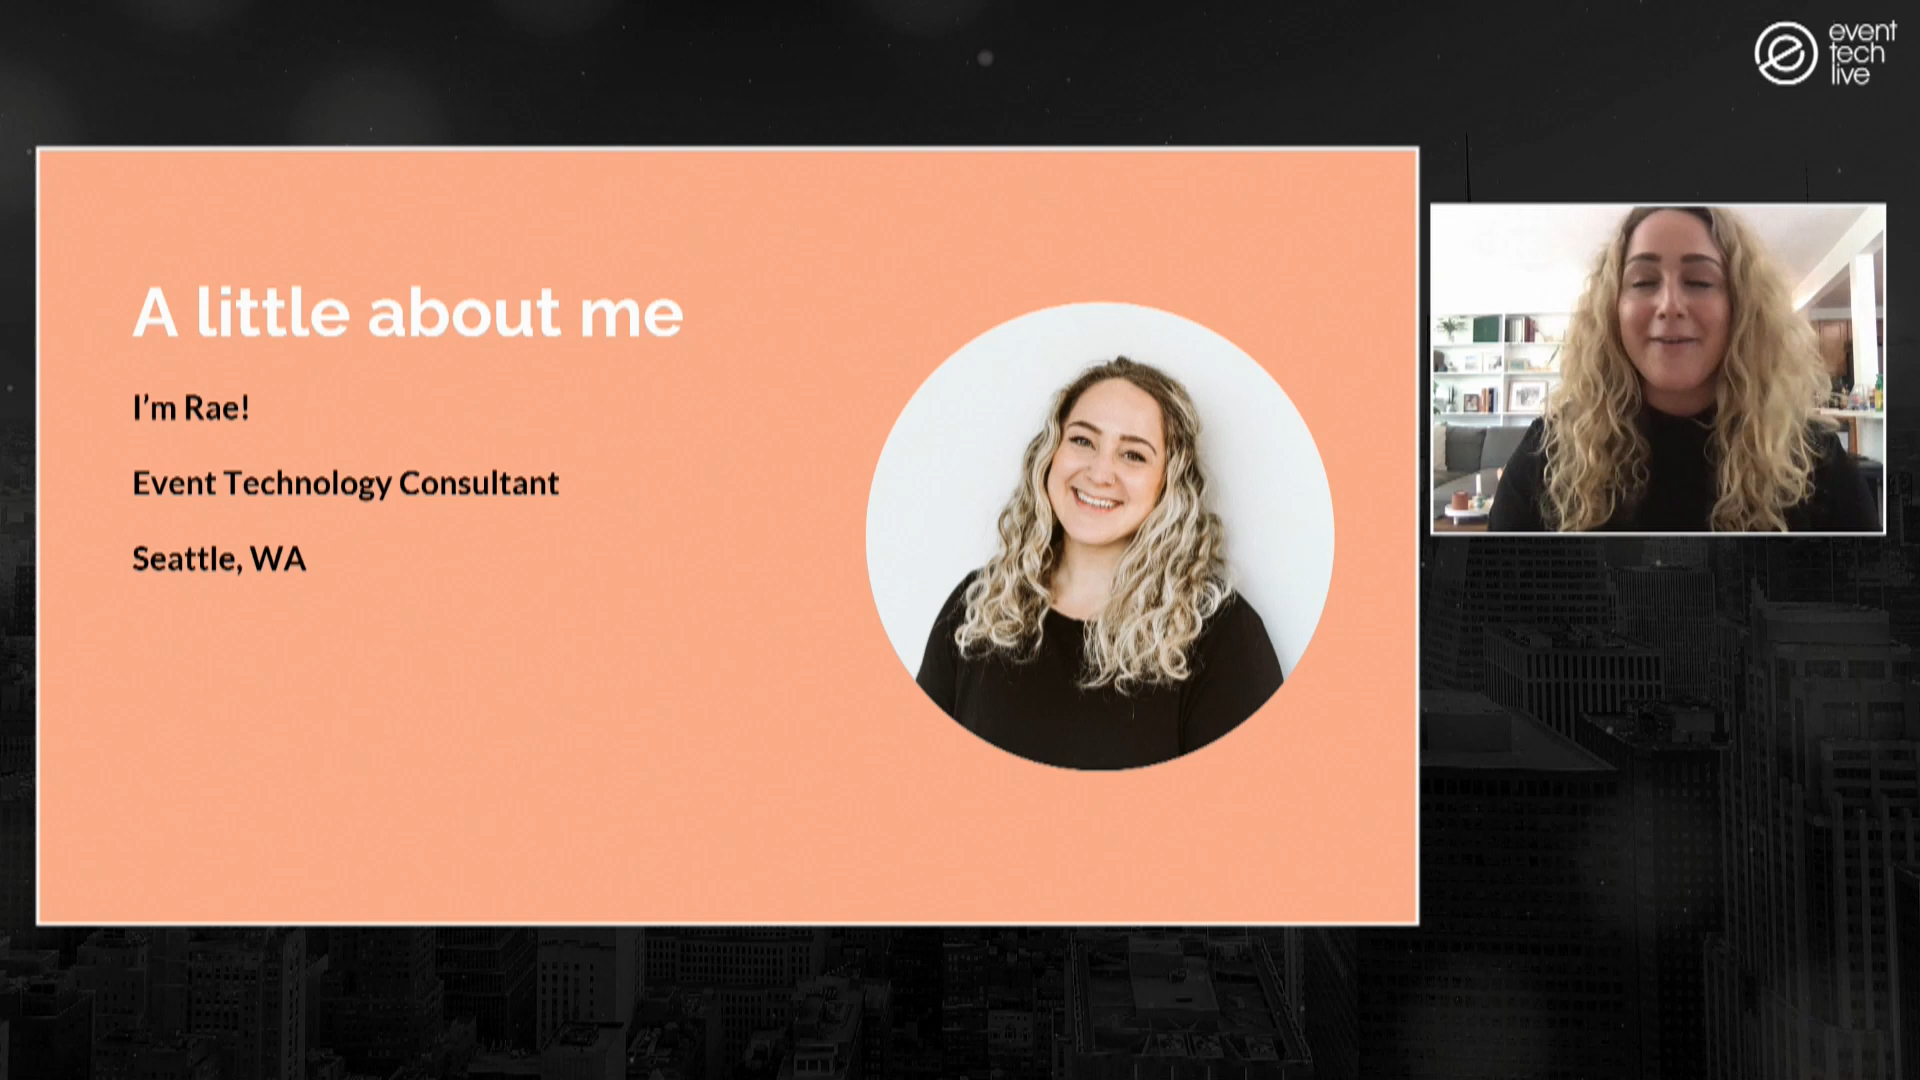 event
tech
live
A little about me
I'm Rae!
Event Technology Consultant
Seattle, WA